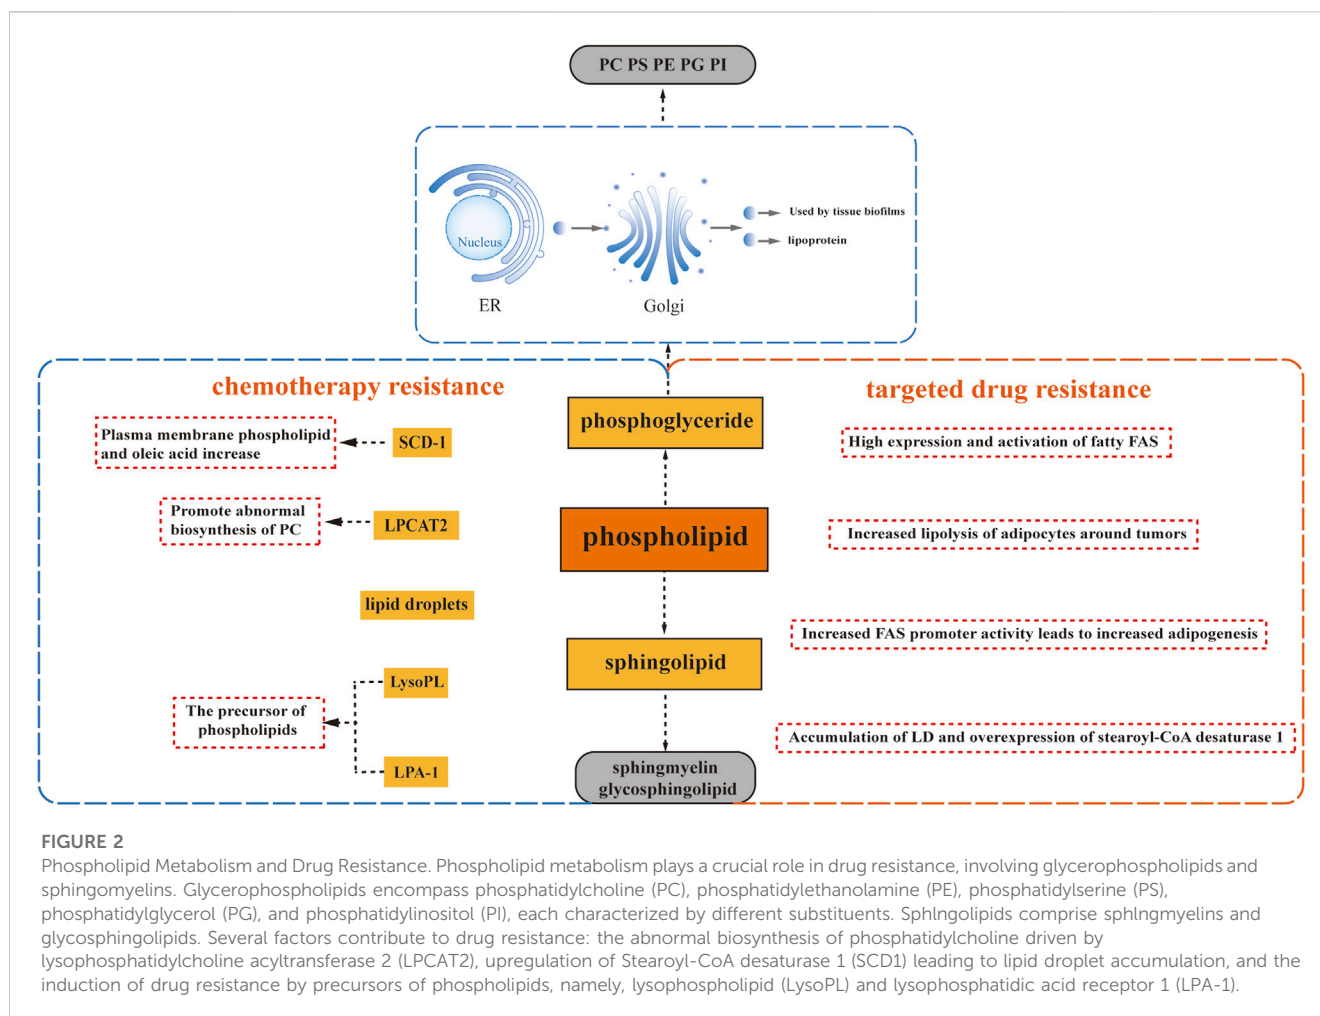 PC PS PE PG PI
Nucleus
ER
Golgi
Used by tissue biofilms
lipoprotein
chemotherapy resistance
Plasma membrane phospholipid
and oleic acid increase
SCD-1
Promote abnormal
biosynthesis of PC
LPCAT2
lipid droplets
LysoPL
The precursor of
phospholipids
LPA-1
phosphoglyceride
phospholipid
sphingolipid
sphingmyelin
glycosphingolipid
targeted drug resistance
High expression and activation of fatty FAS
Increased lipolysis of adipocytes around tumors
Increased FAS promoter activity leads to increased adipogenesis
Accumulation of LD and overexpression of stearoyl-CoA desaturase 1
FIGURE 2
Phospholipid Metabolism and Drug Resistance. Phospholipid metabolism plays a crucial role in drug resistance, involving glycerophospholipids and
sphingomyelins. Glycerophospholipids encompass phosphatidylcholine (PC), phosphatidylethanolamine (PE), phosphatidylserine (PS),
phosphatidylglycerol (PG), and phosphatidylinositol (PI), each characterized by different substituents. Sphlngolipids comprise sphlngmyelins and
glycosphingolipids. Several factors contribute to drug resistance: the abnormal biosynthesis of phosphatidylcholine driven by
lysophosphatidylcholine acyltransferase 2 (LPCAT2), upregulation of Stearoyl-CoA desaturase 1 (SCD1) leading to lipid droplet accumulation, and the
induction of drug resistance by precursors of phospholipids, namely, lysophospholipid (LysoPL) and lysophosphatidic acid receptor 1 (LPA-1).